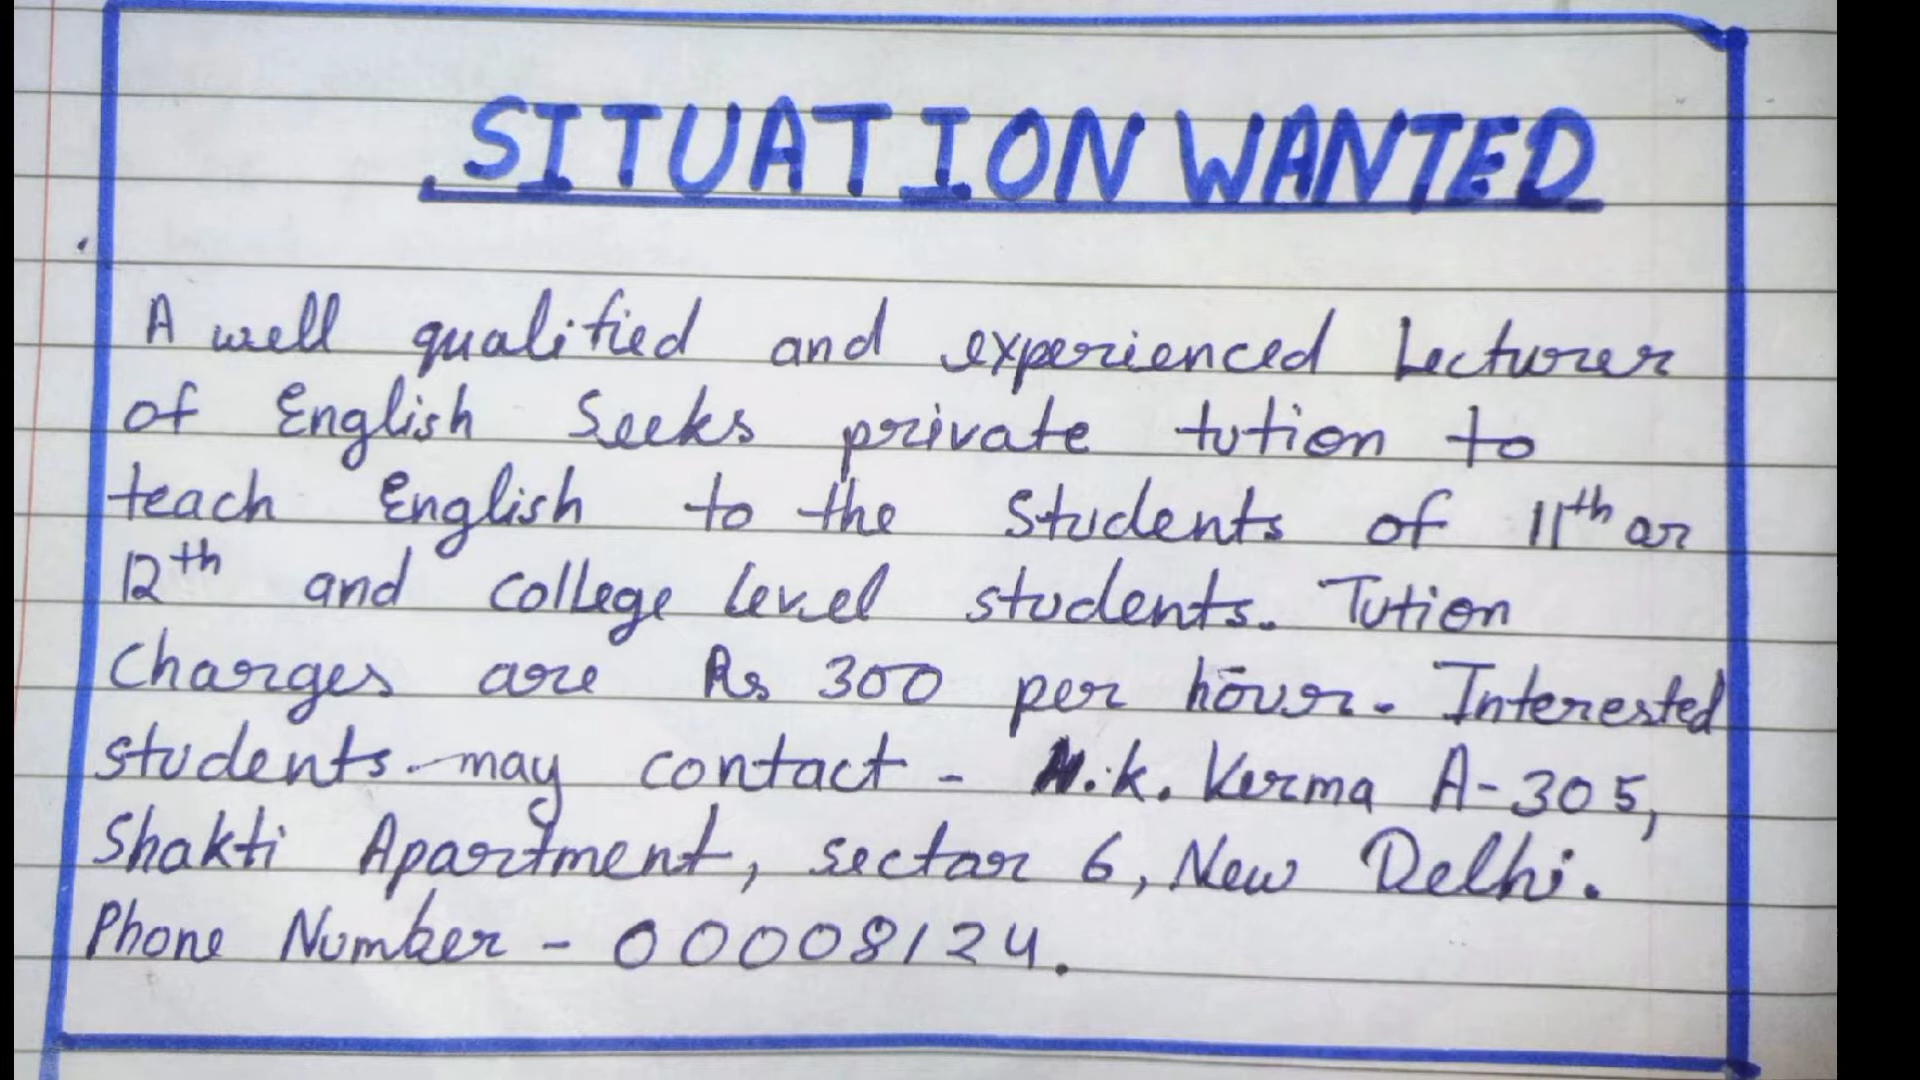 SITUATION WANTED
A well qualified and experienced Lecturer
of English Seeks private tution to
teach English to the Students of 11th or
12th and college level students. Tution
Charges are Rs 300 per hour. Interested
students may contact - N.K. Verma A-305,
Shakti Apartment, sector 6, New Delhi.
Phone Number - 00008124.